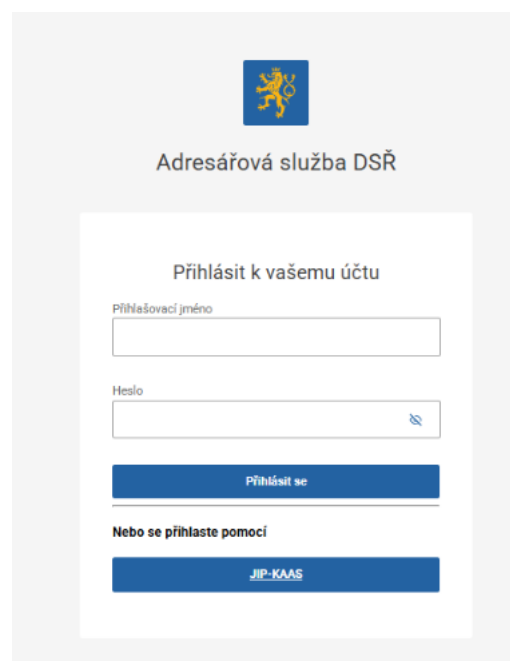 Adresářová služba DSŘ
Přihlásit k vašemu účtu
Přihlašovací jméno
Heslo
Přihlásit se
Nebo se přihlaste pomocí
JIP-KAAS